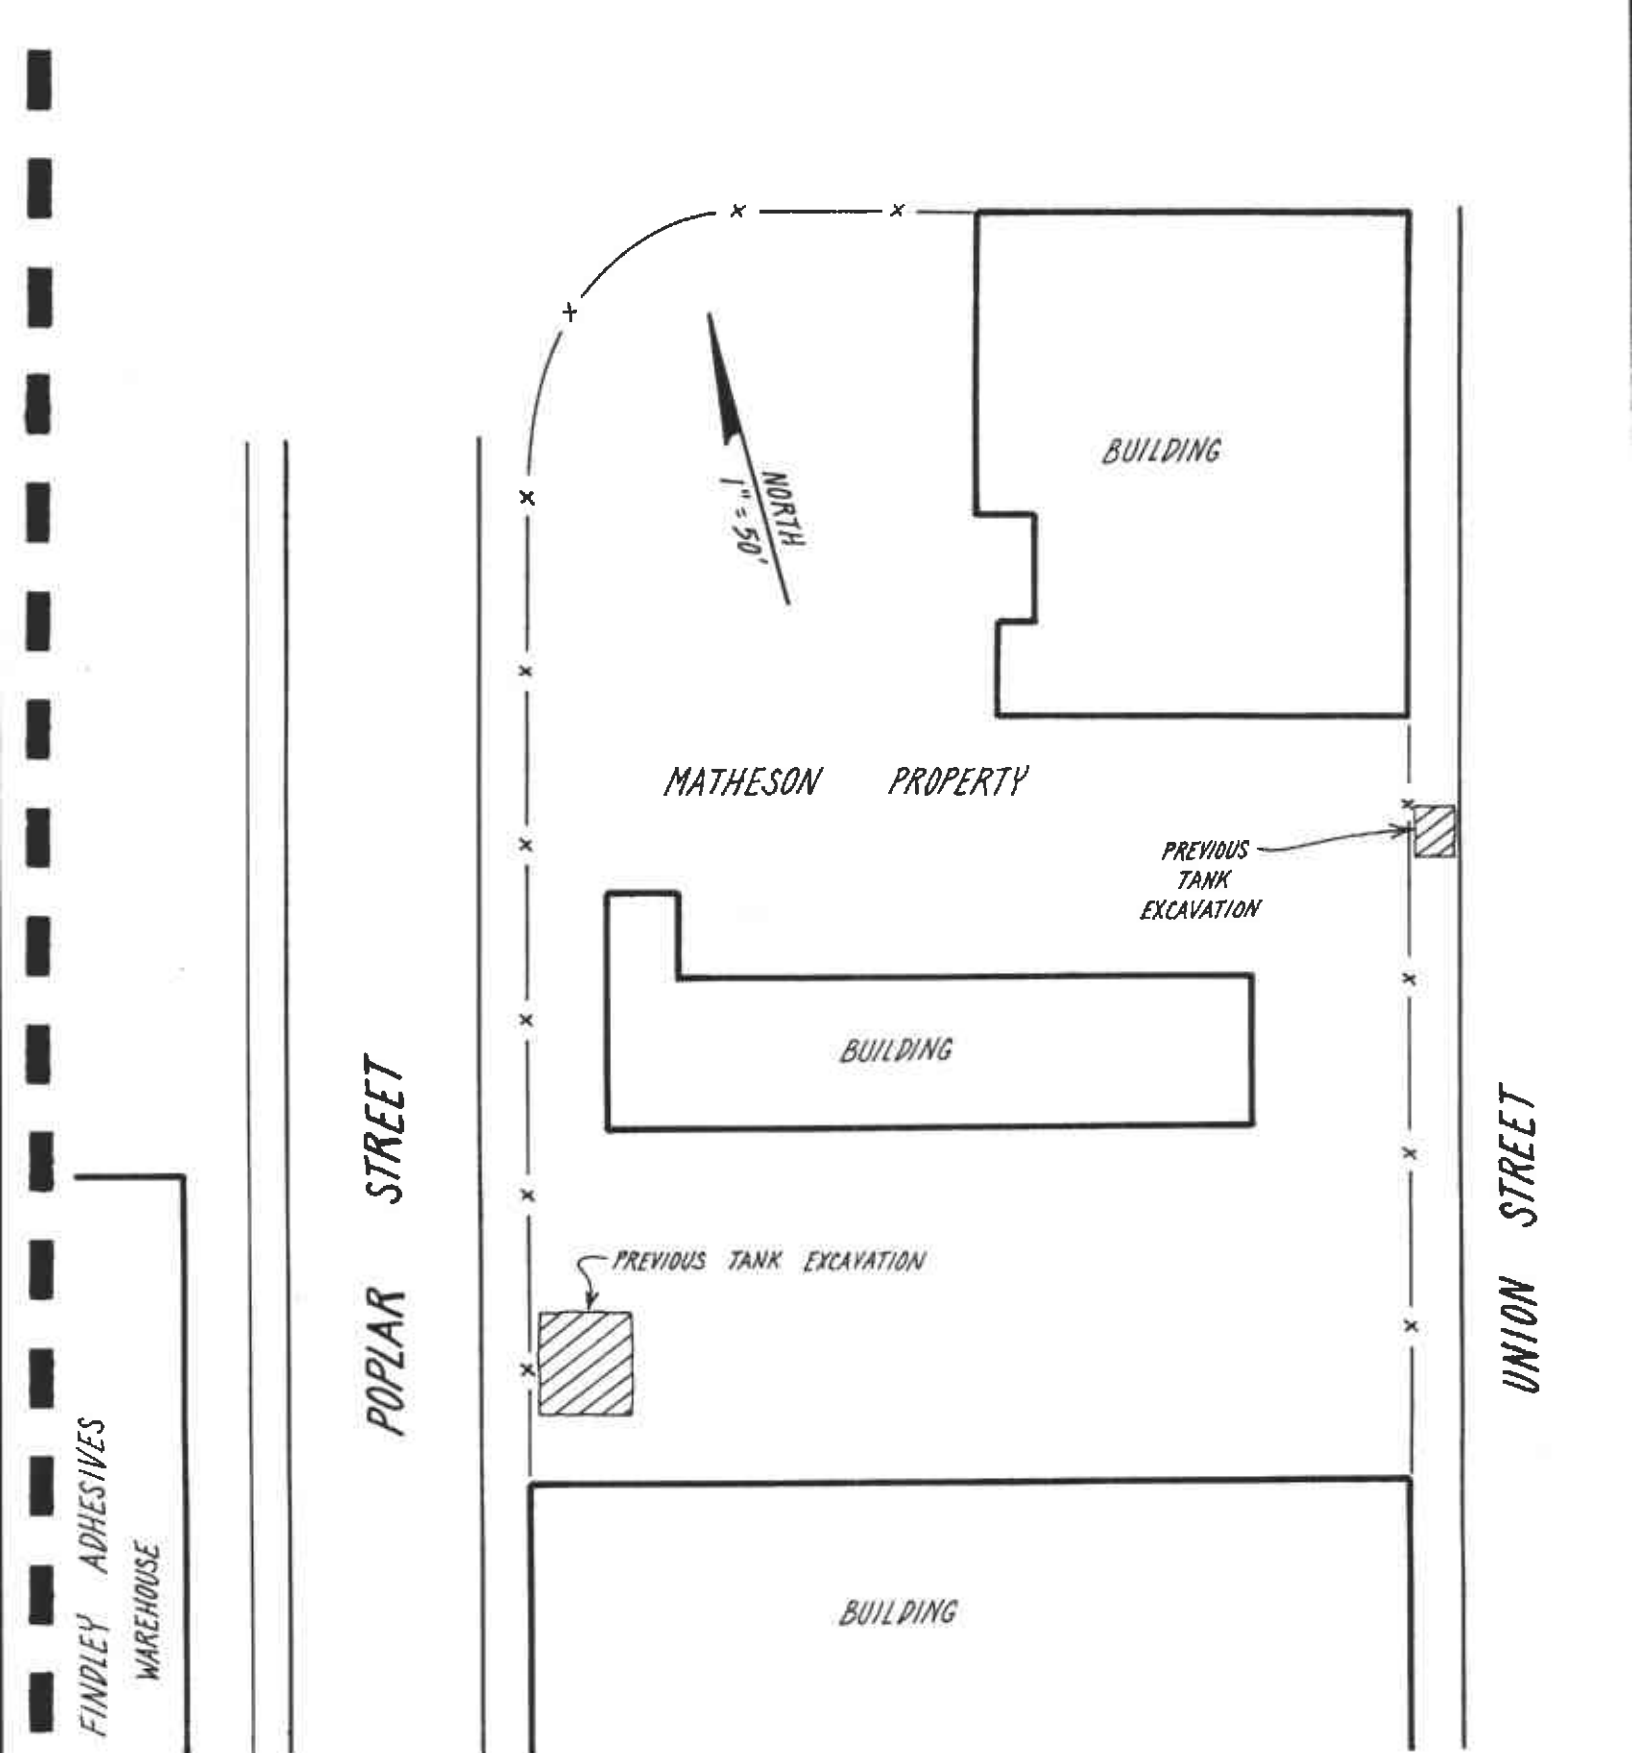 NORTH
1" = 50'
BUILDING
MATHESON PROPERTY
PREVIOUS
TANK
EXCAVATION
BUILDING
POPLAR STREET
UNION STREET
PREVIOUS TANK EXCAVATION
FINDLEY ADHESIVES
WAREHOUSE
BUILDING